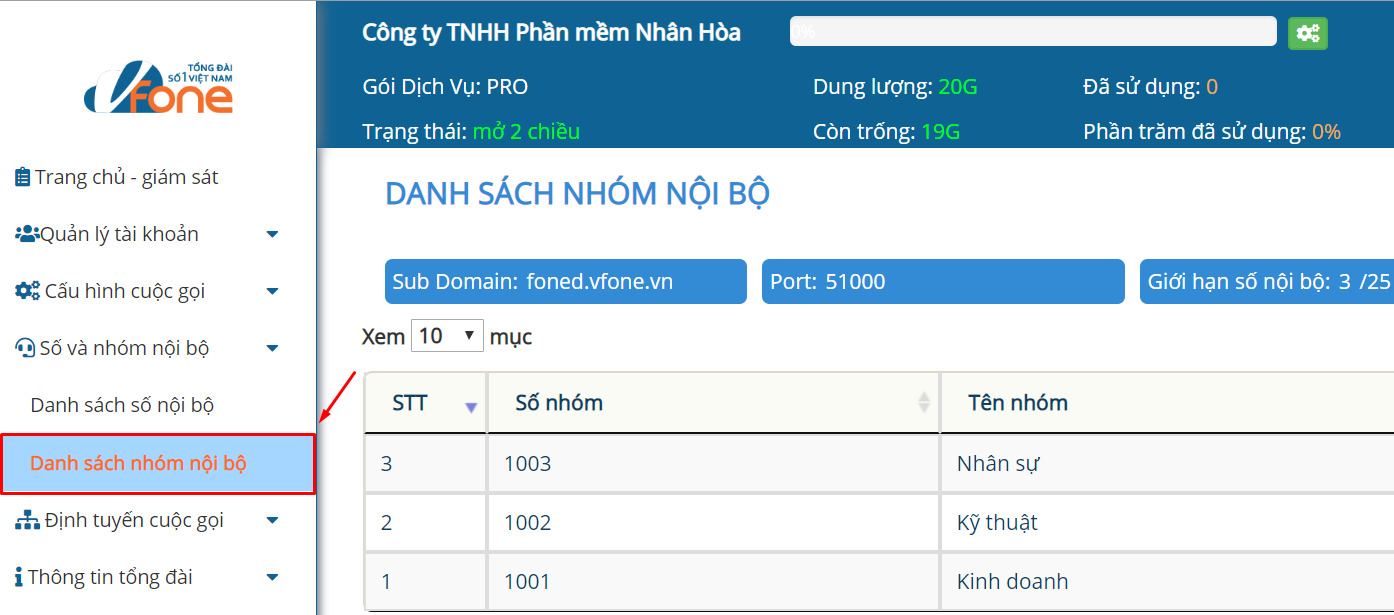 TỔNG ĐÀI
SỐ 1 VIỆT NAM
Vfone
Trang chủ - giám sát
Quản lý tài khoản
Cấu hình cuộc gọi
Số và nhóm nội bộ
Danh sách số nội bộ
Danh sách nhóm nội bộ
Định tuyến cuộc gọi
Thông tin tổng đài
Công ty TNHH Phần mềm Nhân Hòa
0%
Gói Dịch Vụ: PRO Dung lượng: 20G Đã sử dụng: 0
Trạng thái: mở 2 chiều Còn trống: 19G Phần trăm đã sử dụng: 0%
DANH SÁCH NHÓM NỘI BỘ
Sub Domain: foned.vfone.vn Port: 51000 Giới hạn số nội bộ: 3 /25
Xem 10 mục
STT Số nhóm Tên nhóm
3 1003 Nhân sự
2 1002 Kỹ thuật
1 1001 Kinh doanh